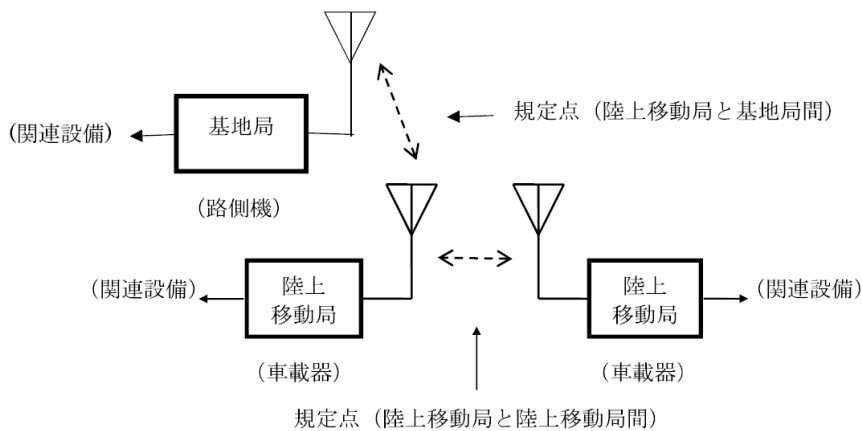 基地局
規定点（陸上移動局と基地局間）
(関連設備)
（路側機）
陸上
移動局
陸上
移動局
（関連設備）
（関連設備）
（車載器）
（車載器）
規定点（陸上移動局と陸上移動局間）